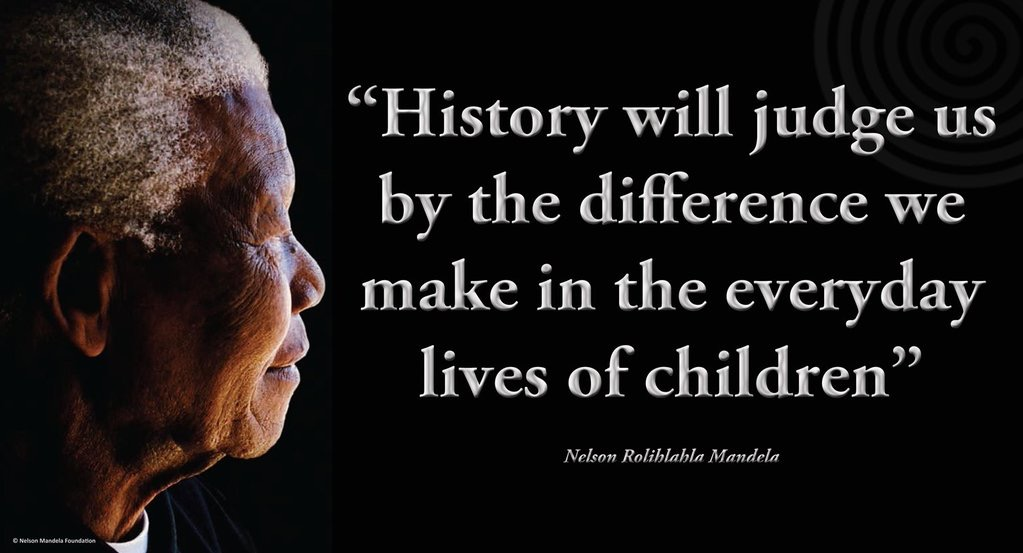 “History will judge us
by the difference we
make in the everyday
lives of children”
Nelson Rolihlahla Mandela
© Nelson Mandela Foundation